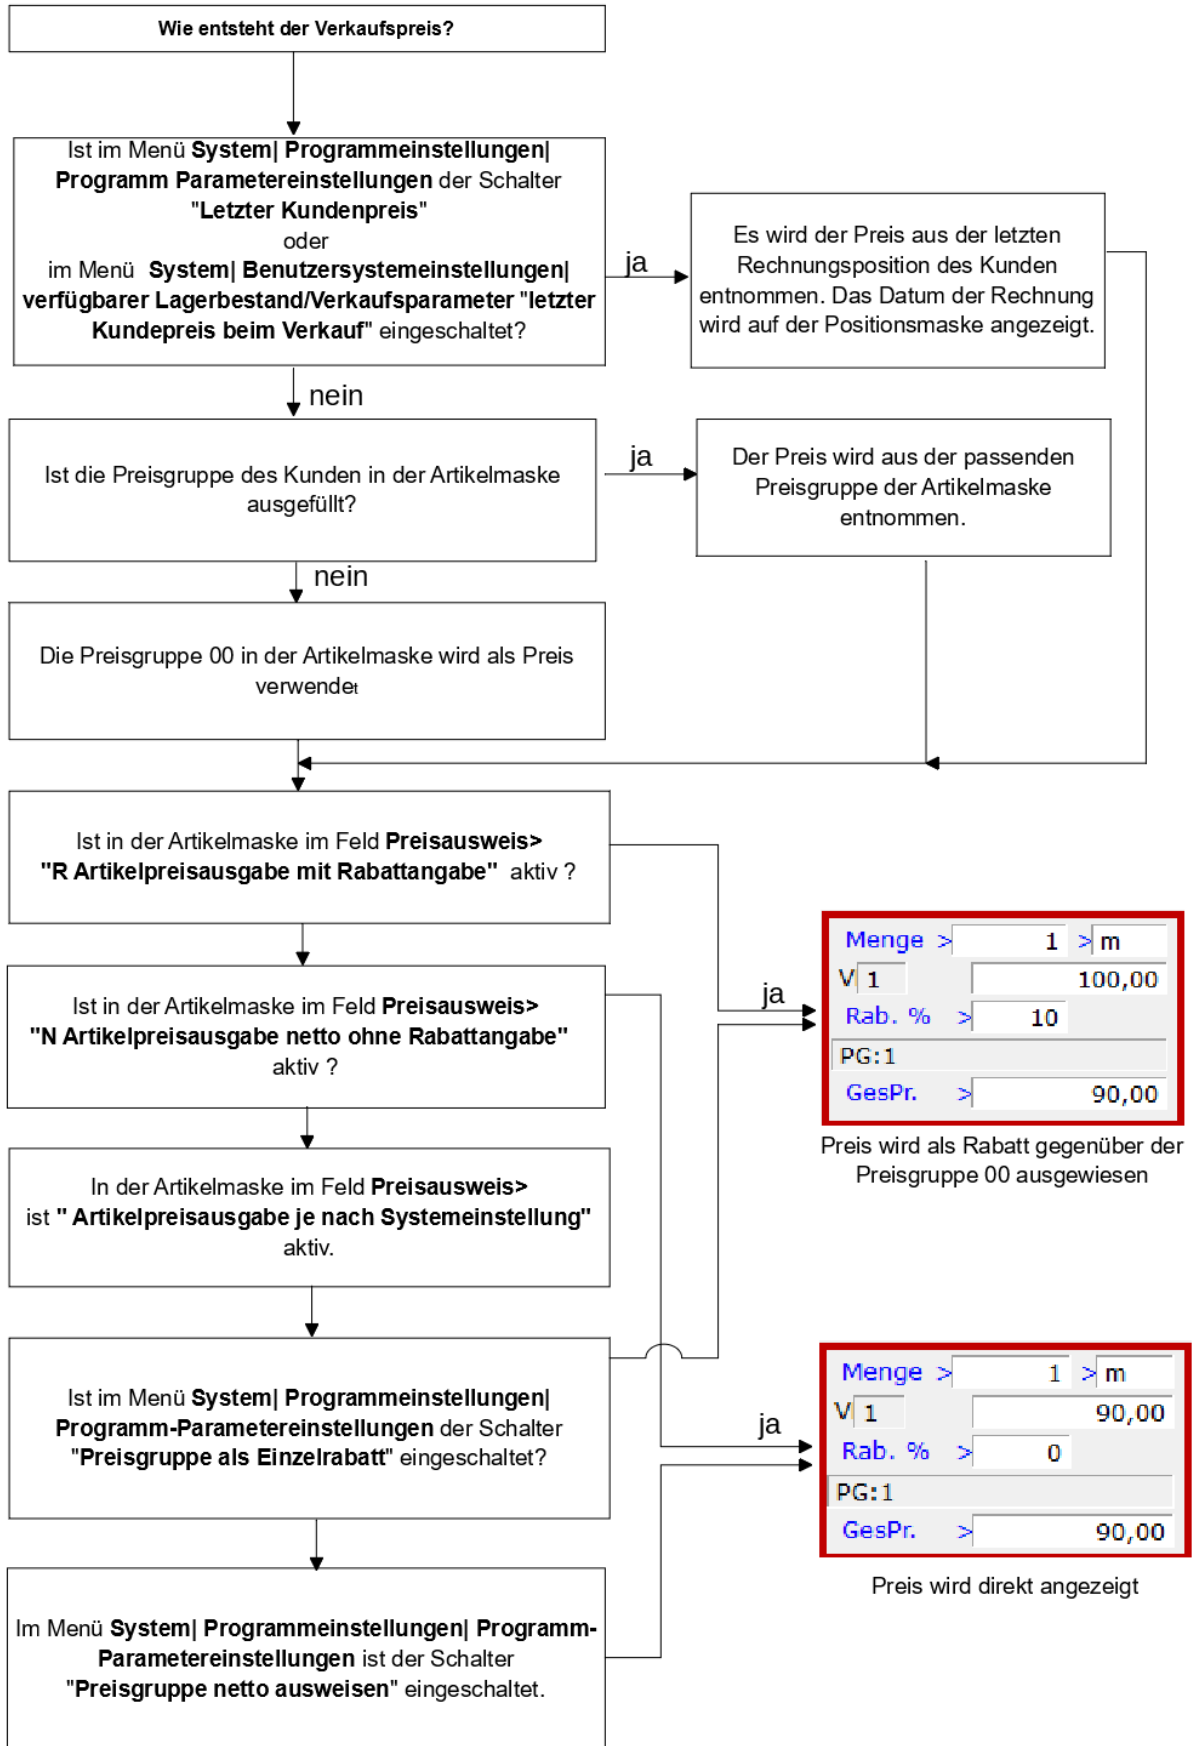 Wie entsteht der Verkaufspreis?
Ist im Menü System| Programmeinstellungen|
Programm Parametereinstellungen der Schalter
"Letzter Kundenpreis"
oder
im Menü System| Benutzersystemeinstellungen|
verfügbarer Lagerbestand/Verkaufsparameter "letzter
Kundepreis beim Verkauf" eingeschaltet?
ja
Es wird der Preis aus der letzten
Rechnungsposition des Kunden
entnommen. Das Datum der Rechnung
wird auf der Positionsmaske angezeigt.
nein
Ist die Preisgruppe des Kunden in der Artikelmaske
ausgefüllt?
ja
Der Preis wird aus der passenden
Preisgruppe der Artikelmaske
entnommen.
nein
Die Preisgruppe 00 in der Artikelmaske wird als Preis
verwendet
Ist in der Artikelmaske im Feld Preisausweis>
"R Artikelpreisausgabe mit Rabattangabe" aktiv ?
Ist in der Artikelmaske im Feld Preisausweis>
"N Artikelpreisausgabe netto ohne Rabattangabe"
aktiv ?
ja
Menge > 1 > m
V 1 100,00
Rab. % > 10
PG:1
GesPr. > 90,00
Preis wird als Rabatt gegenüber der
Preisgruppe 00 ausgewiesen
In der Artikelmaske im Feld Preisausweis>
ist " Artikelpreisausgabe je nach Systemeinstellung"
aktiv.
Ist im Menü System| Programmeinstellungen|
Programm-Parametereinstellungen der Schalter
"Preisgruppe als Einzelrabatt" eingeschaltet?
ja
Menge > 1 > m
V 1 90,00
Rab. % > 0
PG:1
GesPr. > 90,00
Preis wird direkt angezeigt
Im Menü System| Programmeinstellungen| Programm-
Parametereinstellungen ist der Schalter
"Preisgruppe netto ausweisen" eingeschaltet.